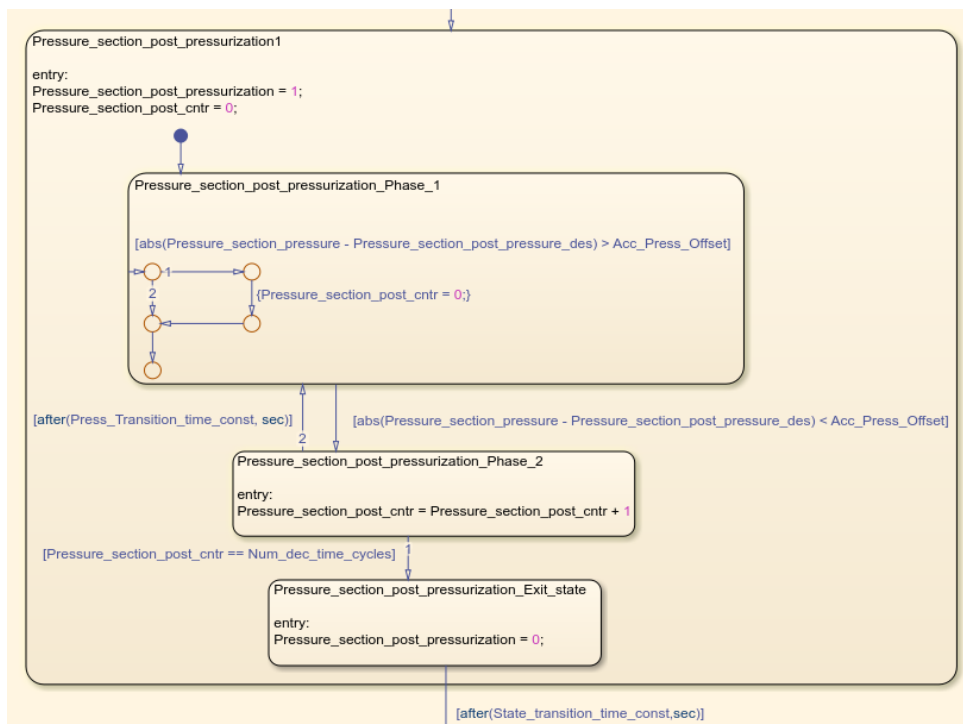 Pressure_section_post_pressurization1
entry:
Pressure_section_post_pressurization = 1;
Pressure_section_post_cntr = 0;
Pressure_section_post_pressurization_Phase_1
[abs(Pressure_section_pressure - Pressure_section_post_pressure_des) > Acc_Press_Offset]
1
2
{Pressure_section_post_cntr = 0;}
[after(Press_Transition_time_const, sec)]
[abs(Pressure_section_pressure - Pressure_section_post_pressure_des) < Acc_Press_Offset]
2
Pressure_section_post_pressurization_Phase_2
entry:
Pressure_section_post_cntr = Pressure_section_post_cntr + 1
[Pressure_section_post_cntr == Num_dec_time_cycles]
1
Pressure_section_post_pressurization_Exit_state
entry:
Pressure_section_post_pressurization = 0;
[after(State_transition_time_const,sec)]